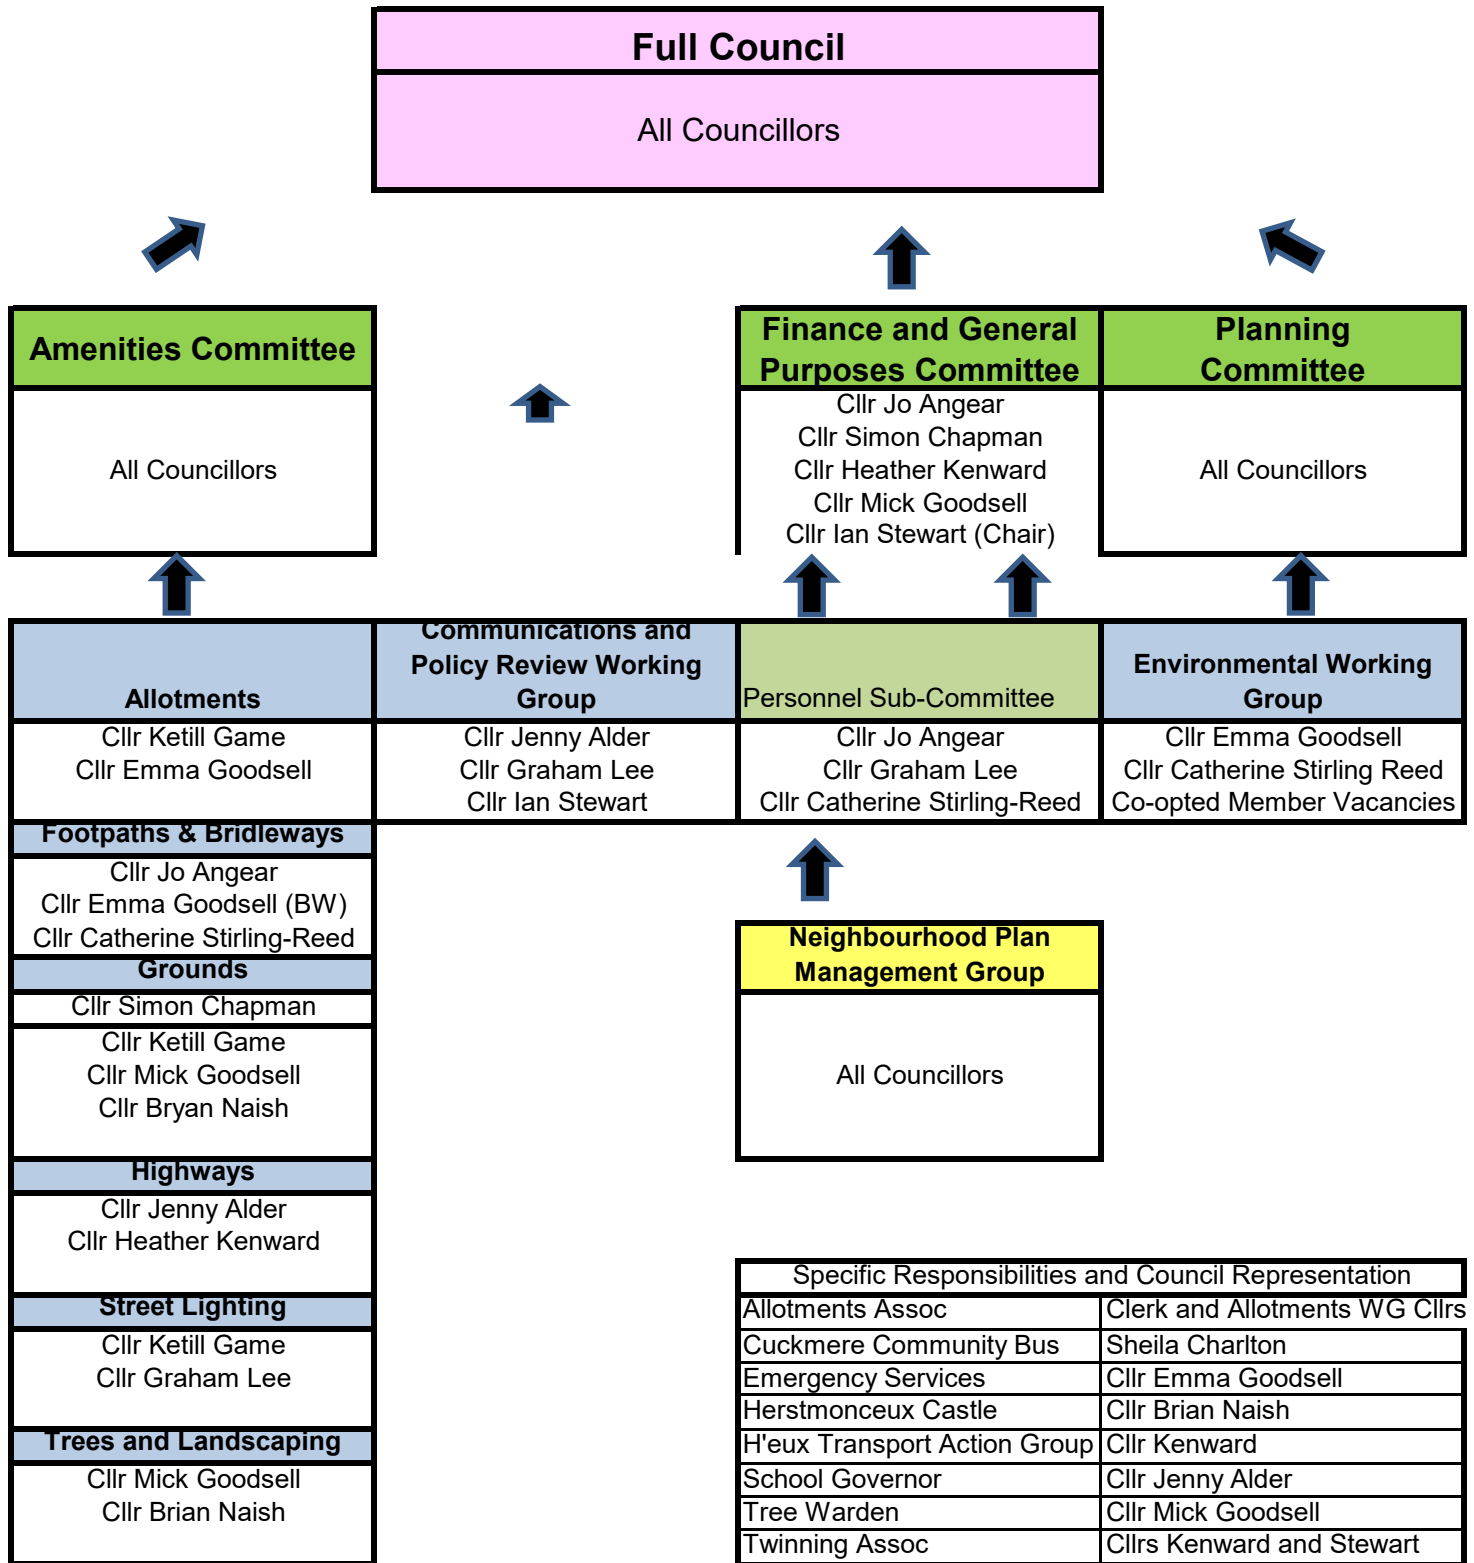 Full Council
All Councillors
Amenities Committee
All Councillors
Finance and General
Purposes Committee
Cllr Jo Angear
Cllr Simon Chapman
Cllr Heather Kenward
Cllr Mick Goodsell
Cllr Ian Stewart (Chair)
Planning
Committee
All Councillors
Allotments
Cllr Ketill Game
Cllr Emma Goodsell
Communications and
Policy Review Working
Group
Cllr Jenny Alder
Cllr Graham Lee
Cllr Ian Stewart
Personnel Sub-Committee
Cllr Jo Angear
Cllr Graham Lee
Cllr Catherine Stirling-Reed
Environmental Working
Group
Cllr Emma Goodsell
Cllr Catherine Stirling Reed
Co-opted Member Vacancies
Footpaths & Bridleways
Cllr Jo Angear
Cllr Emma Goodsell (BW)
Cllr Catherine Stirling-Reed
Grounds
Cllr Simon Chapman
Cllr Ketill Game
Cllr Mick Goodsell
Cllr Bryan Naish
Highways
Cllr Jenny Alder
Cllr Heather Kenward
Street Lighting
Cllr Ketill Game
Cllr Graham Lee
Trees and Landscaping
Cllr Mick Goodsell
Cllr Brian Naish
Neighbourhood Plan
Management Group
All Councillors
Specific Responsibilities and Council Representation
Allotments Assoc Clerk and Allotments WG Cllrs
Cuckmere Community Bus Sheila Charlton
Emergency Services Cllr Emma Goodsell
Herstmonceux Castle Cllr Brian Naish
H'eux Transport Action Group Cllr Kenward
School Governor Cllr Jenny Alder
Tree Warden Cllr Mick Goodsell
Twinning Assoc Cllrs Kenward and Stewart